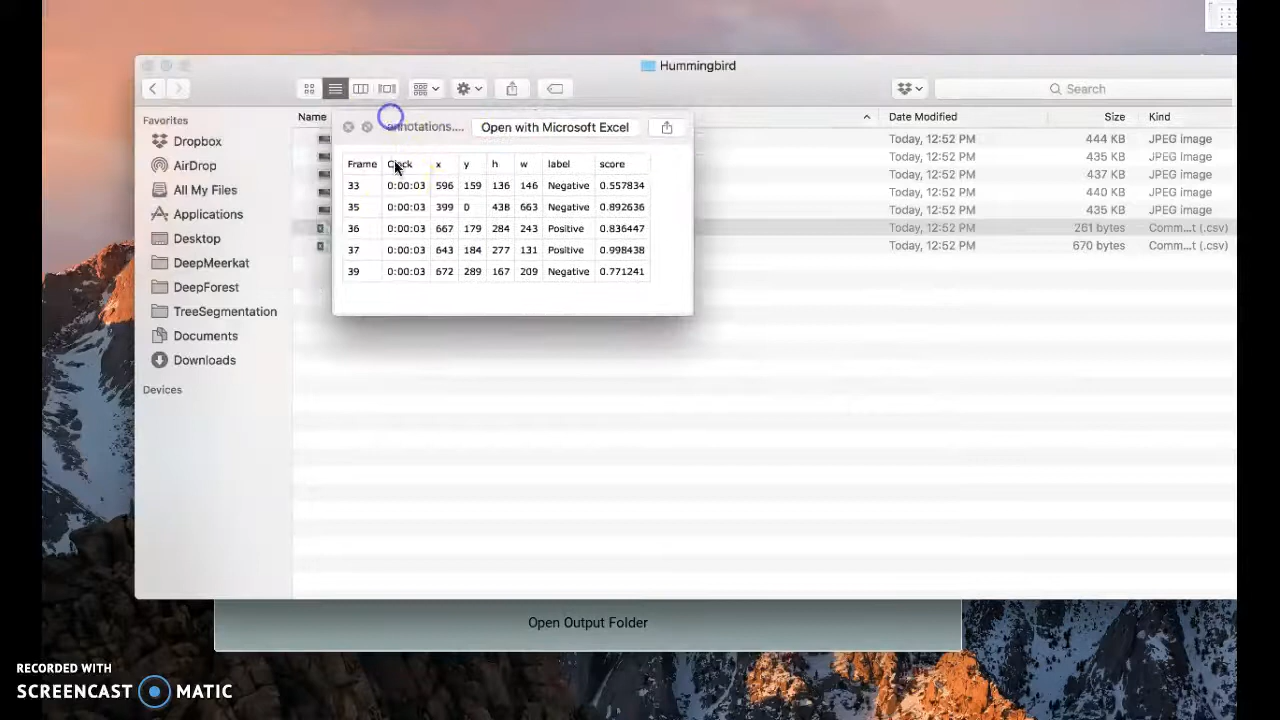 Hummingbird
Search
Favorites
Dropbox
AirDrop
All My Files
Applications
Desktop
DeepMeerkat
DeepForest
TreeSegmentation
Documents
Downloads
Devices
Name Date Modified Size Kind
annotations.... Open with Microsoft Excel
Frame Clock x y h w label score
33 0:00:03 596 159 136 146 Negative 0.557834
35 0:00:03 399 0 438 663 Negative 0.892636
36 0:00:03 667 179 284 243 Positive 0.836447
37 0:00:03 643 184 277 131 Positive 0.998438
39 0:00:03 672 289 167 209 Negative 0.771241
Today, 12:52 PM 444 KB JPEG image
Today, 12:52 PM 435 KB JPEG image
Today, 12:52 PM 437 KB JPEG image
Today, 12:52 PM 440 KB JPEG image
Today, 12:52 PM 435 KB JPEG image
Today, 12:52 PM 261 bytes Comm...t (.csv)
Today, 12:52 PM 670 bytes Comm...t (.csv)
Open Output Folder
RECORDED WITH
SCREENCAST MATIC